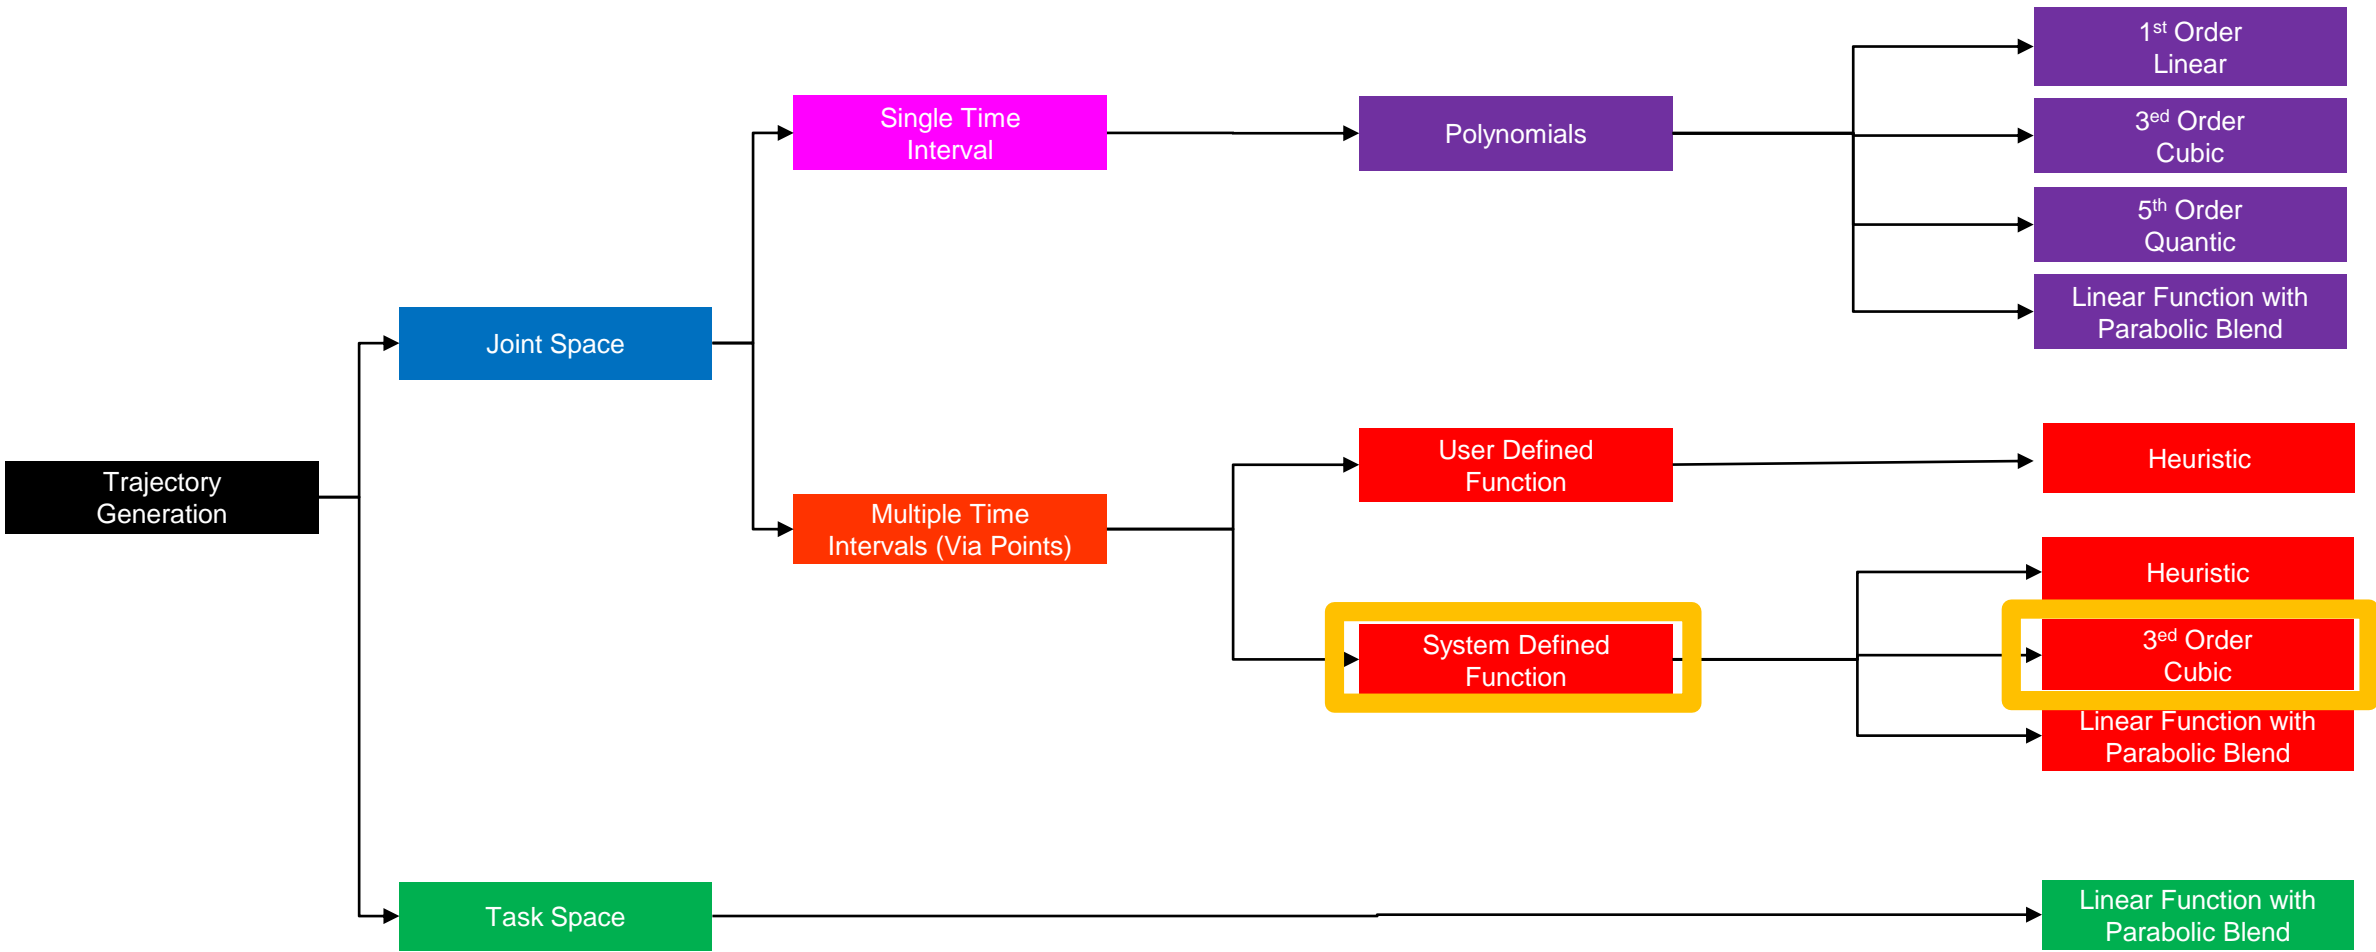 1st Order
Linear
Single Time
Interval
Polynomials
3ed Order
Cubic
5th Order
Quantic
Joint Space
Linear Function with
Parabolic Blend
User Defined
Function
Heuristic
Trajectory
Generation
Multiple Time
Intervals (Via Points)
Heuristic
System Defined
Function
3ed Order
Cubic
Linear Function with
Parabolic Blend
Task Space
Linear Function with
Parabolic Blend